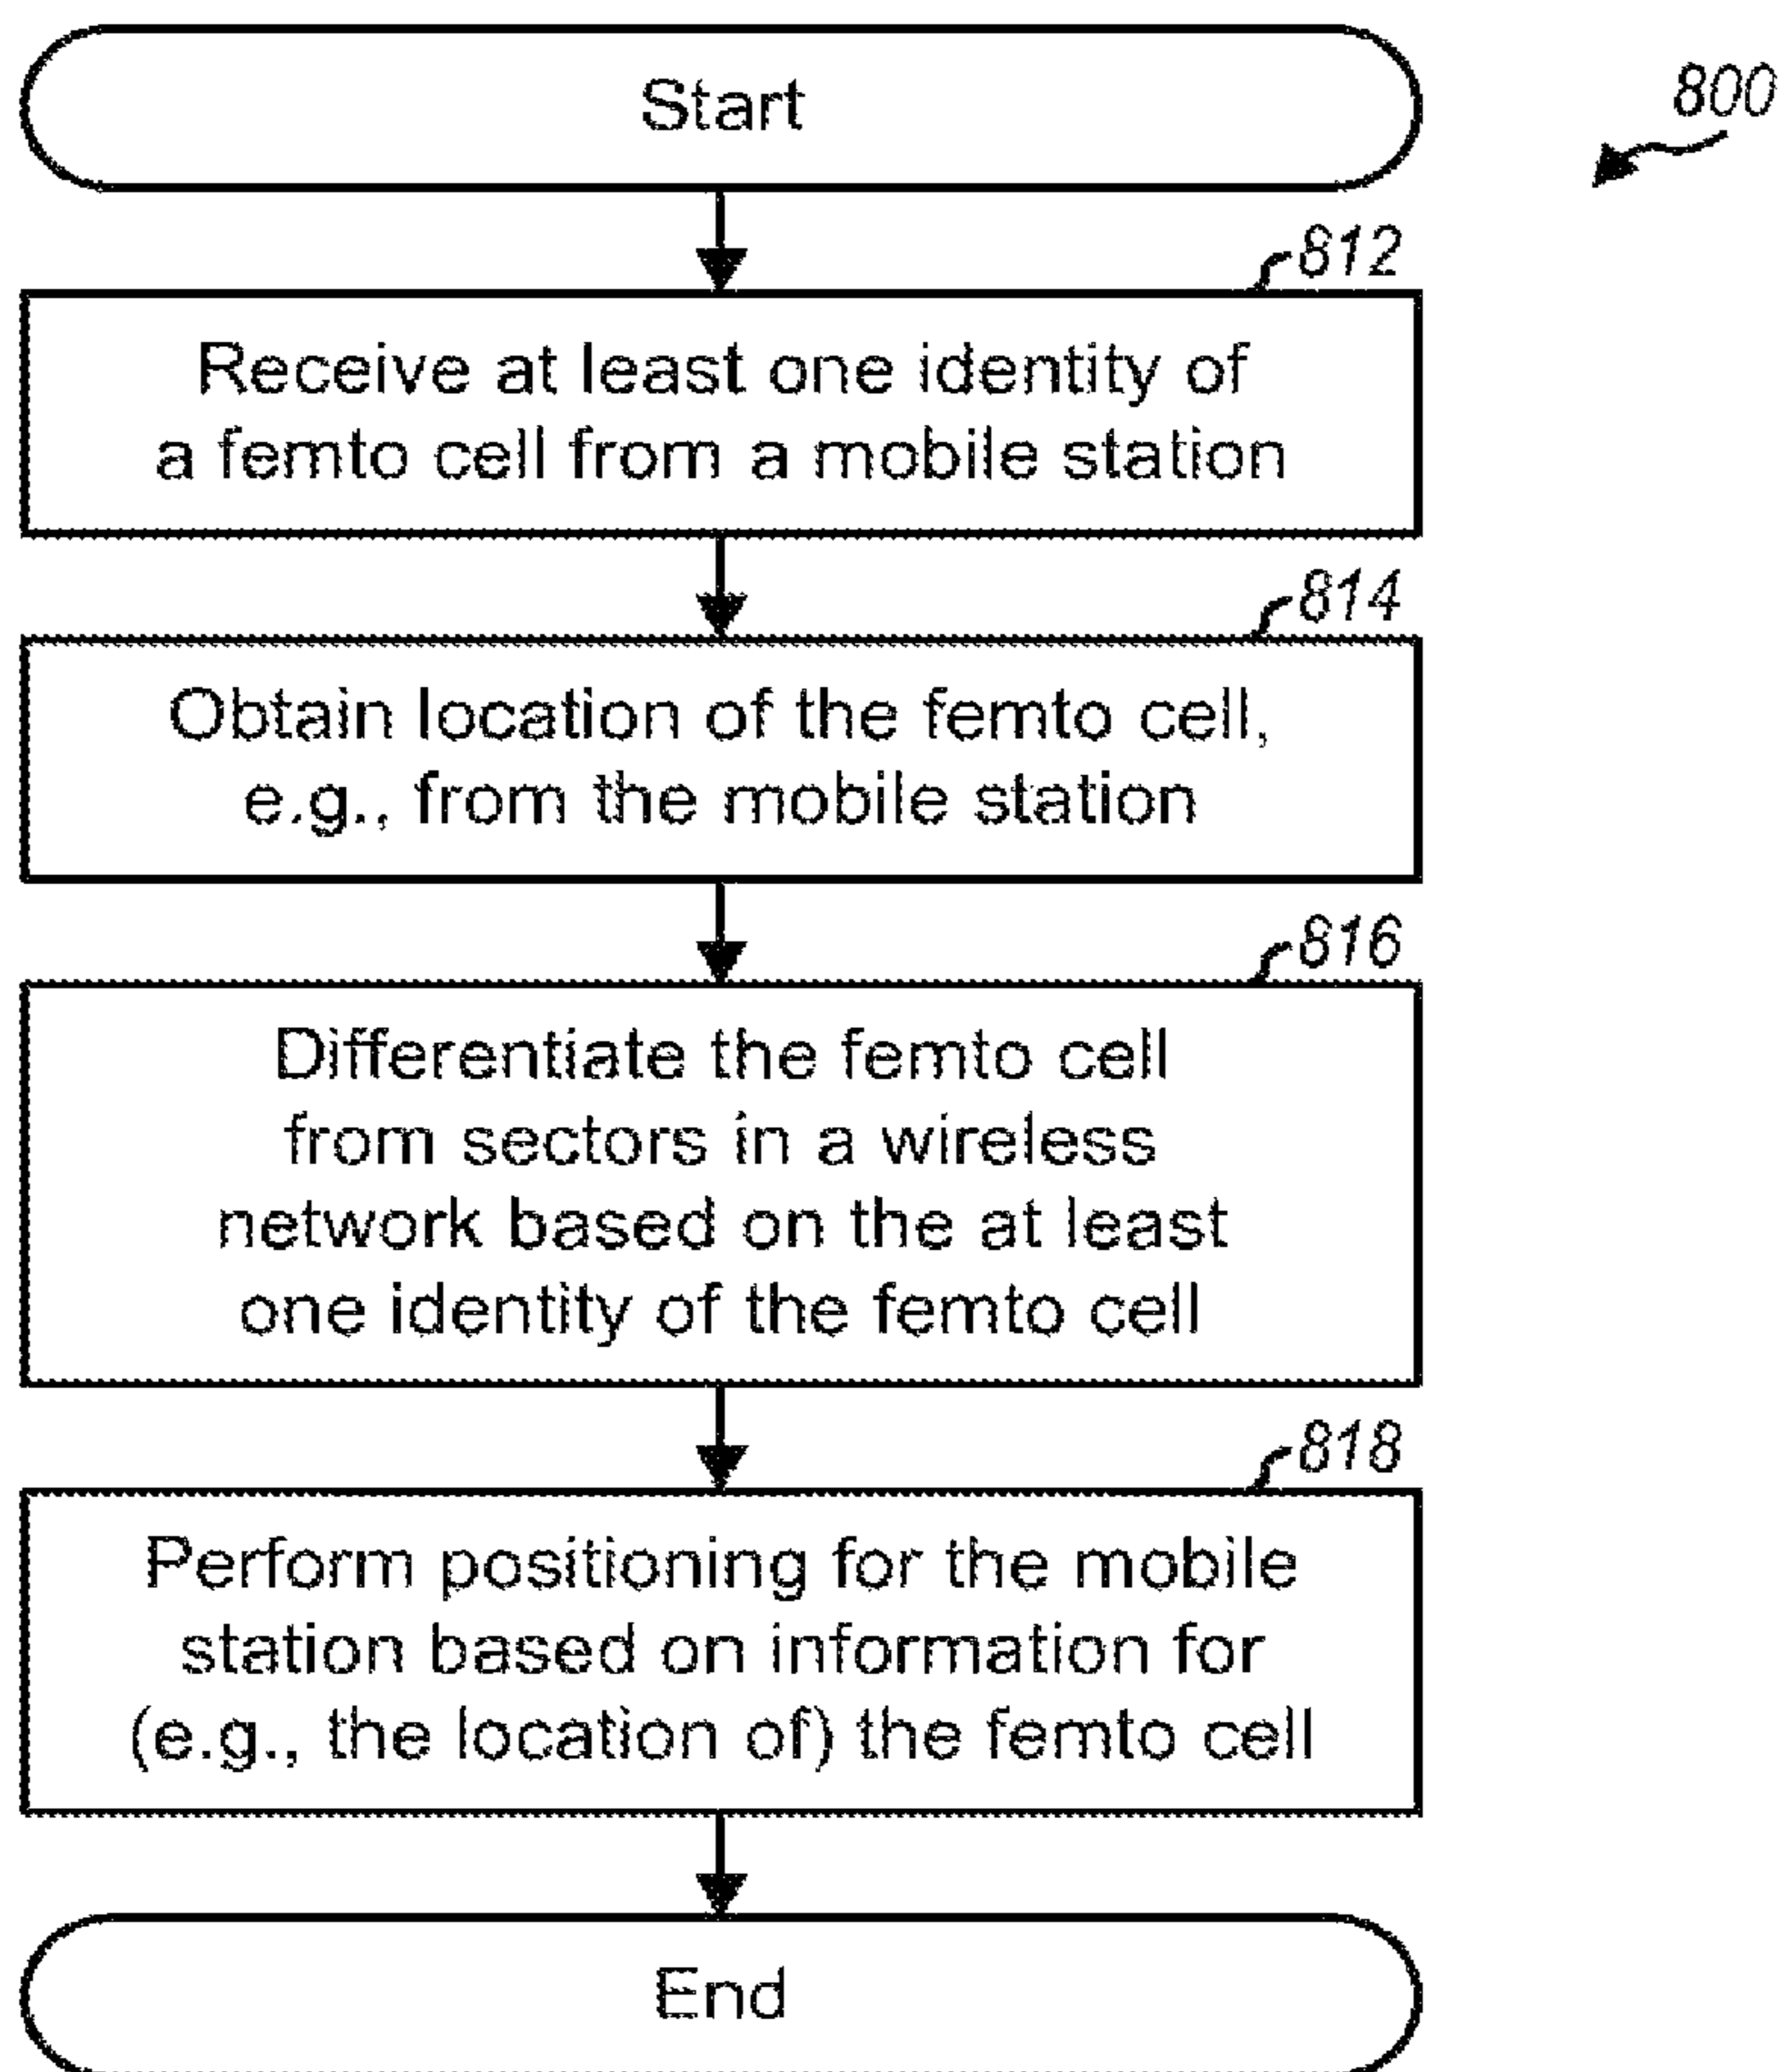 Start
800
812
Receive at least one identity of
a femto cell from a mobile station
814
Obtain location of the femto cell,
e.g., from the mobile station
816
Differentiate the femto cell
from sectors in a wireless
network based on the at least
one identity of the femto cell
818
Perform positioning for the mobile
station based on information for
(e.g., the location of) the femto cell
End